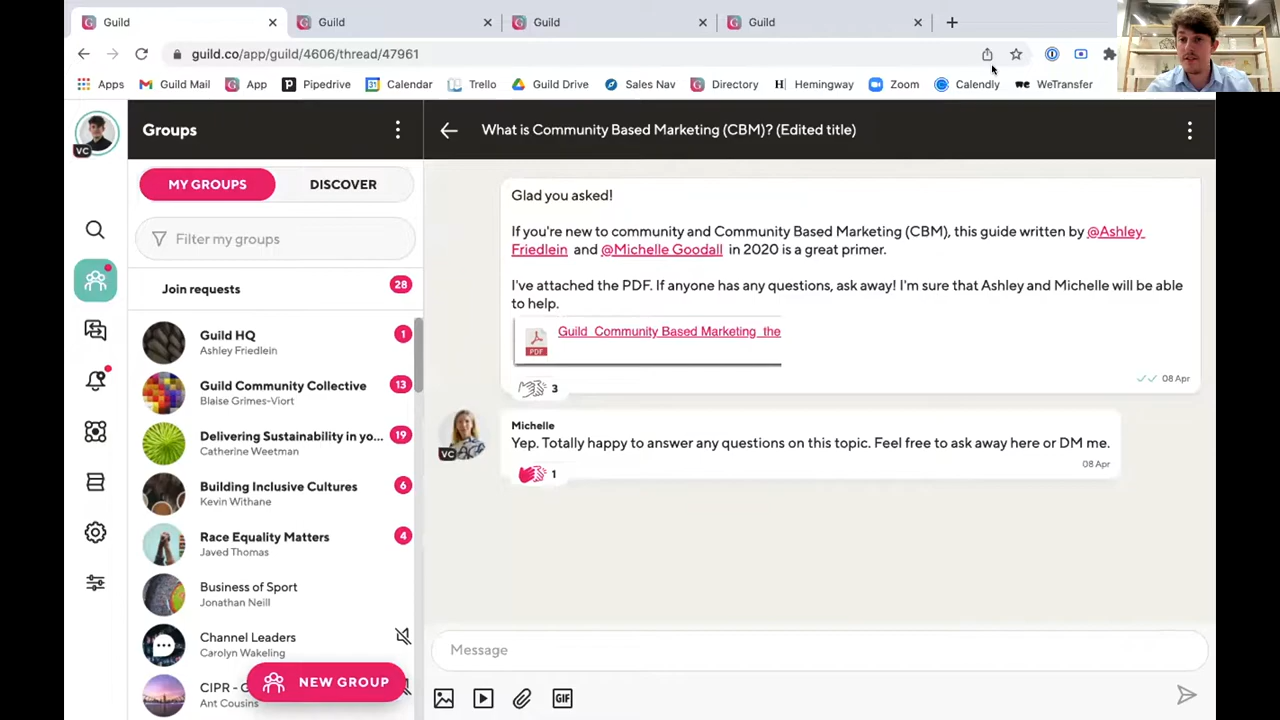 Guild
Guild
Guild
Guild
guild.co/app/guild/4606/thread/47961
Apps
Guild Mail
App
Pipedrive
Calendar
Trello
Guild Drive
Sales Nav
Directory
Hemingway
Zoom
Calendly
WeTransfer
VC
Groups
MY GROUPS
DISCOVER
Filter my groups
Join requests
28
Guild HQ
1
Ashley Friedlein
Guild Community Collective
13
Blaise Grimes-Viort
Delivering Sustainability in yo...
19
Catherine Weetman
Building Inclusive Cultures
6
Kevin Withane
Race Equality Matters
4
Javed Thomas
Business of Sport
Jonathan Neill
Channel Leaders
Carolyn Wakeling
CIPR - G
Ant Cousins
NEW GROUP
What is Community Based Marketing (CBM)? (Edited title)
Glad you asked!
If you're new to community and Community Based Marketing (CBM), this guide written by @Ashley
Friedlein and @Michelle Goodall in 2020 is a great primer.
I've attached the PDF. If anyone has any questions, ask away! I'm sure that Ashley and Michelle will be able
to help.
PDF
Guild_Community Based Marketing_the
3
08 Apr
VC
Michelle
Yep. Totally happy to answer any questions on this topic. Feel free to ask away here or DM me.
08 Apr
1
Message
GIF